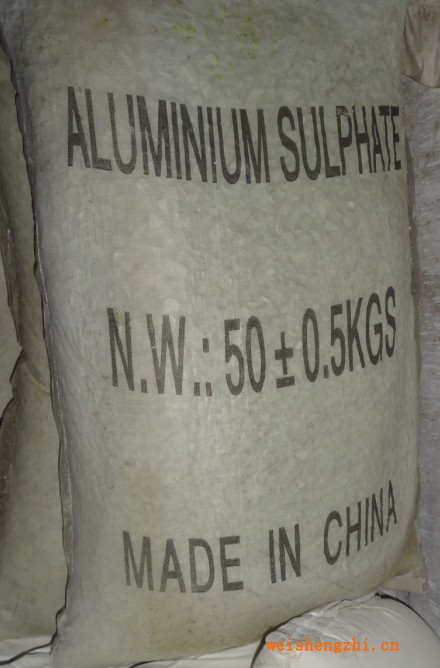 ALUMINIUM SULPHATE
N.W.: 50±0.5KGS
MADE IN CHINA
weishengzhi.cn